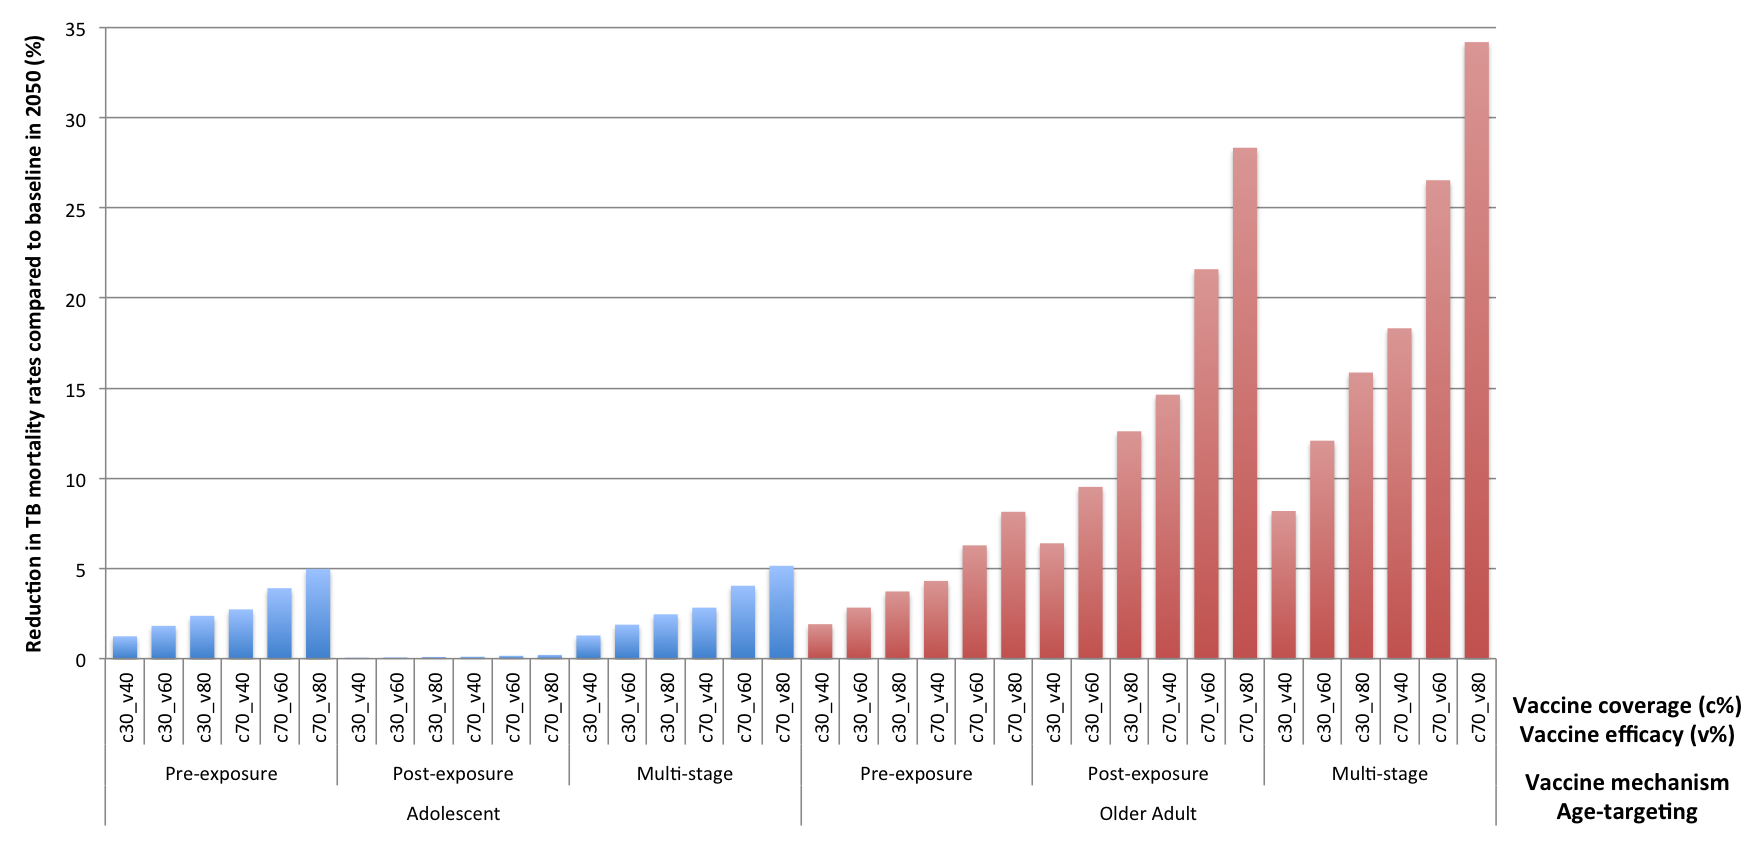 Reduction in TB mortality rates compared to baseline in 2050 (%)
35
30
25
20
15
10
5
0
c30_v40
c30_v60
c30_v80
c70_v40
c70_v60
c70_v80
c30_v40
c30_v60
c30_v80
c70_v40
c70_v60
c70_v80
c30_v40
c30_v60
c30_v80
c70_v40
c70_v60
c70_v80
c30_v40
c30_v60
c30_v80
c70_v40
c70_v60
c70_v80
c30_v40
c30_v60
c30_v80
c70_v40
c70_v60
c70_v80
c30_v40
c30_v60
c30_v80
c70_v40
c70_v60
c70_v80
Vaccine coverage (c%)
Vaccine efficacy (v%)
Pre-exposure
Post-exposure
Multi-stage
Pre-exposure
Post-exposure
Multi-stage
Vaccine mechanism
Adolescent
Older Adult
Age-targeting